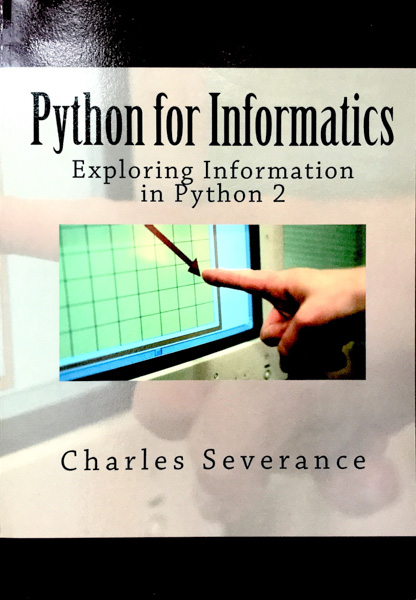 Python for Informatics
Exploring Information
in Python 2
Charles Severance